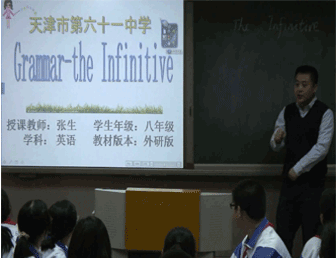 天津市第六十一中学
Grammar-the Infinitive
授课教师：张生 学生年级：八年级
学科：英语 教材版本：外研版
The Infinitive